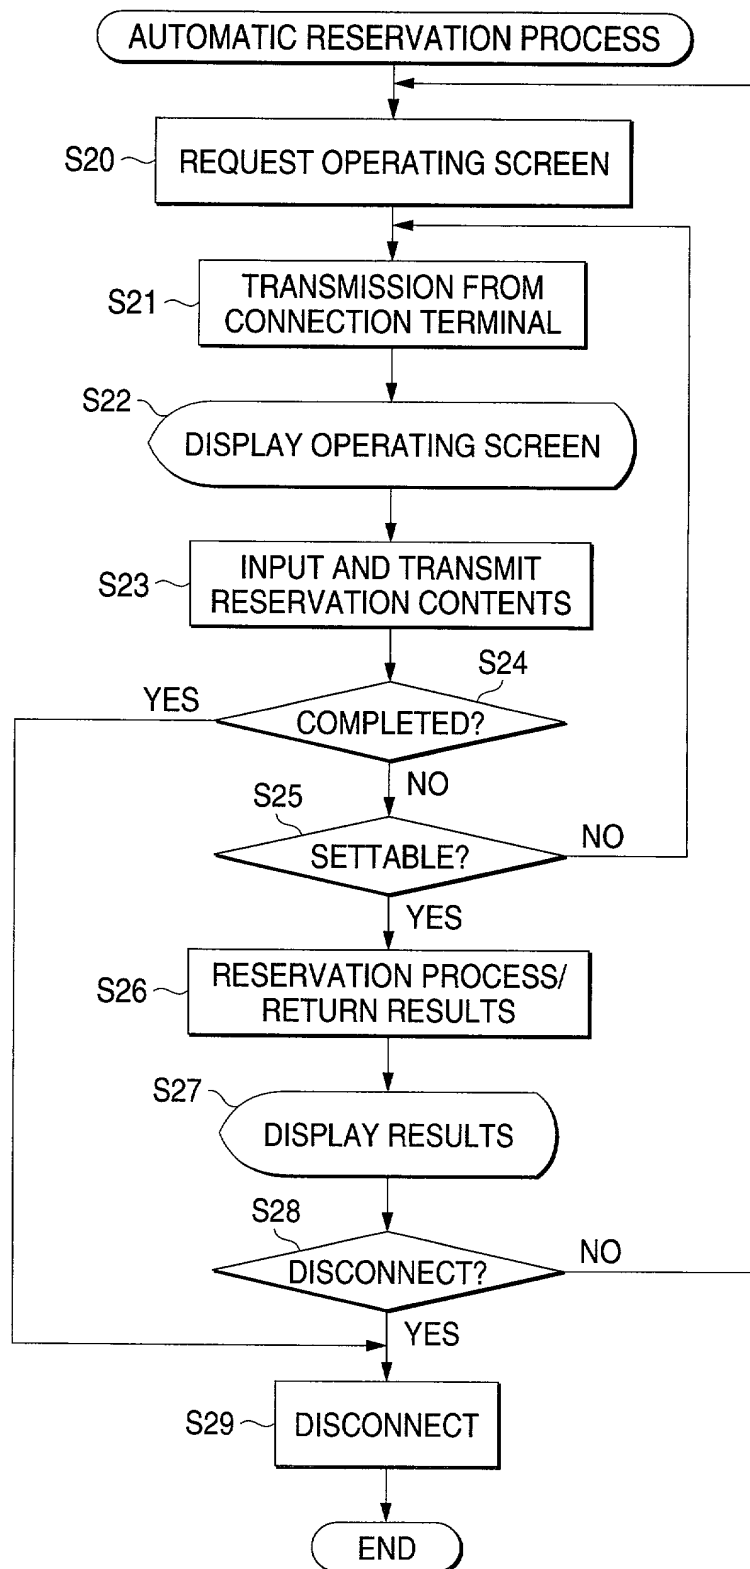 AUTOMATIC RESERVATION PROCESS
S20
REQUEST OPERATING SCREEN
S21
TRANSMISSION FROM
CONNECTION TERMINAL
S22
DISPLAY OPERATING SCREEN
S23
INPUT AND TRANSMIT
RESERVATION CONTENTS
S24
YES
COMPLETED?
NO
S25
SETTABLE?
NO
YES
S26
RESERVATION PROCESS/
RETURN RESULTS
S27
DISPLAY RESULTS
S28
DISCONNECT?
NO
YES
S29
DISCONNECT
END